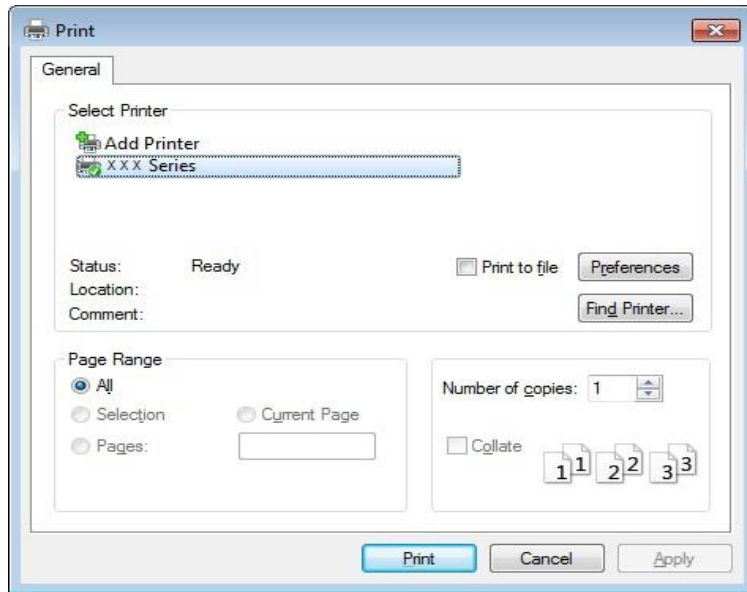 Print
General
Select Printer
Add Printer
XXX Series
Status: Ready
Print to file
Preferences
Location:
Comment:
Find Printer...
Page Range
All
Selection
Current Page
Pages:
Number of copies: 1
Collate
1 1 2 2 3 3
Print
Cancel
Apply